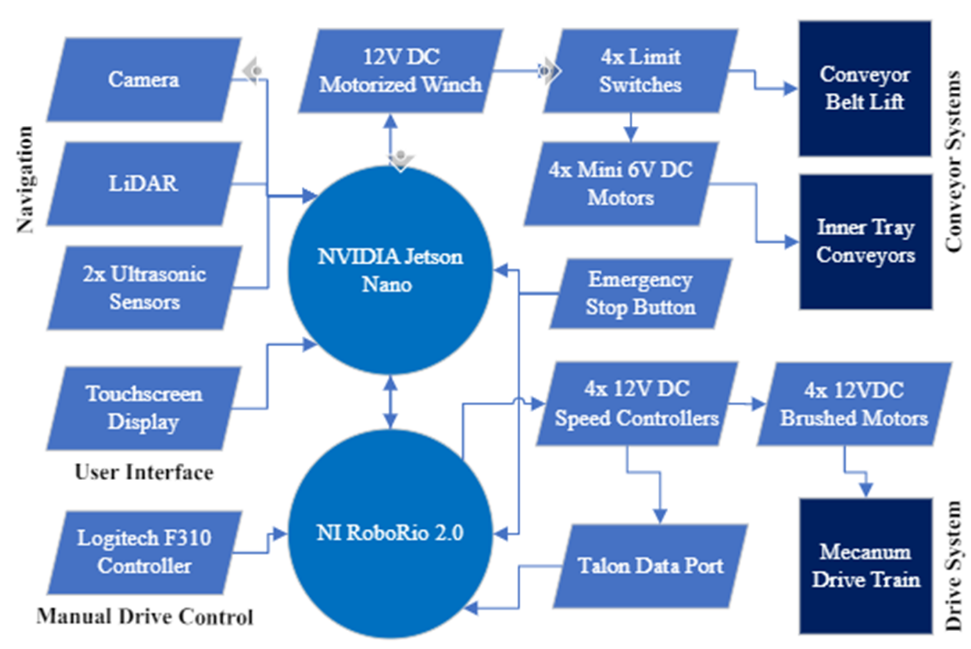 Navigation
Camera
LiDAR
2x Ultrasonic
Sensors
Touchscreen
Display
User Interface
Logitech F310
Controller
Manual Drive Control
12V DC
Motorized Winch
NVIDIA Jetson
Nano
NI RoboRio 2.0
4x Limit
Switches
4x Mini 6V DC
Motors
Emergency
Stop Button
4x 12V DC
Speed Controllers
Talon Data Port
4x 12VDC
Brushed Motors
Conveyor
Belt Lift
Inner Tray
Conveyors
Conveyor Systems
Mecanum
Drive Train
Drive System